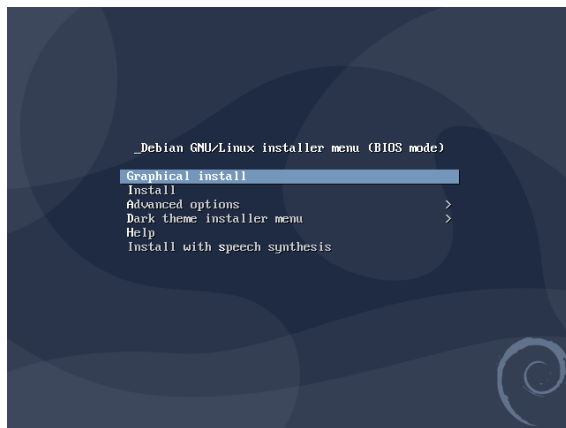 _Debian GNU/Linux installer menu (BIOS mode)
Graphical install
Install
Advanced options >
Dark theme installer menu >
Help
Install with speech synthesis